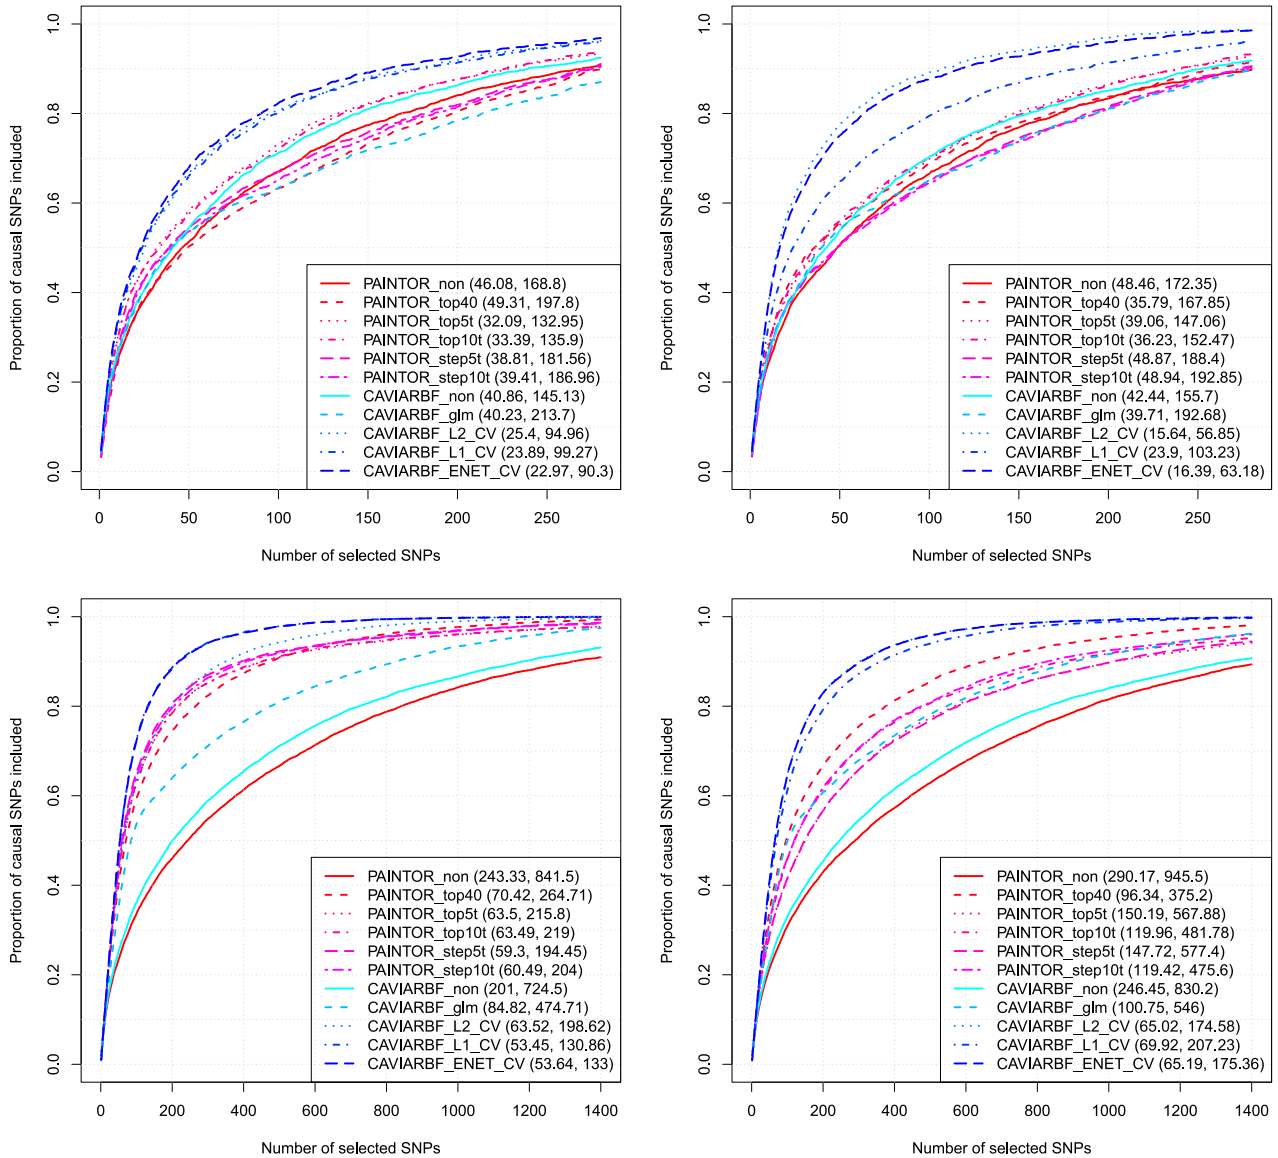 Proportion of causal SNPs included
1.0
0.8
0.6
0.4
0.2
0.0
PAINTOR_non (46.08, 168.8)
PAINTOR_top40 (49.31, 197.8)
PAINTOR_top5t (32.09, 132.95)
PAINTOR_top10t (33.39, 135.9)
PAINTOR_step5t (38.81, 181.56)
PAINTOR_step10t (39.41, 186.96)
CAVIARBF_non (40.86, 145.13)
CAVIARBF_glm (40.23, 213.7)
CAVIARBF_L2_CV (25.4, 94.96)
CAVIARBF_L1_CV (23.89, 99.27)
CAVIARBF_ENET_CV (22.97, 90.3)
0 50 100 150 200 250
Number of selected SNPs
Proportion of causal SNPs included
1.0
0.8
0.6
0.4
0.2
0.0
PAINTOR_non (48.46, 172.35)
PAINTOR_top40 (35.79, 167.85)
PAINTOR_top5t (39.06, 147.06)
PAINTOR_top10t (36.23, 152.47)
PAINTOR_step5t (48.87, 188.4)
PAINTOR_step10t (48.94, 192.85)
CAVIARBF_non (42.44, 155.7)
CAVIARBF_glm (39.71, 192.68)
CAVIARBF_L2_CV (15.64, 56.85)
CAVIARBF_L1_CV (23.9, 103.23)
CAVIARBF_ENET_CV (16.39, 63.18)
0 50 100 150 200 250
Number of selected SNPs
Proportion of causal SNPs included
1.0
0.8
0.6
0.4
0.2
0.0
PAINTOR_non (243.33, 841.5)
PAINTOR_top40 (70.42, 264.71)
PAINTOR_top5t (63.5, 215.8)
PAINTOR_top10t (63.49, 219)
PAINTOR_step5t (59.3, 194.45)
PAINTOR_step10t (60.49, 204)
CAVIARBF_non (201, 724.5)
CAVIARBF_glm (84.82, 474.71)
CAVIARBF_L2_CV (63.52, 198.62)
CAVIARBF_L1_CV (53.45, 130.86)
CAVIARBF_ENET_CV (53.64, 133)
0 200 400 600 800 1000 1200 1400
Number of selected SNPs
Proportion of causal SNPs included
1.0
0.8
0.6
0.4
0.2
0.0
PAINTOR_non (290.17, 945.5)
PAINTOR_top40 (96.34, 375.2)
PAINTOR_top5t (150.19, 567.88)
PAINTOR_top10t (119.96, 481.78)
PAINTOR_step5t (147.72, 577.4)
PAINTOR_step10t (119.42, 475.6)
CAVIARBF_non (246.45, 830.2)
CAVIARBF_glm (100.75, 546)
CAVIARBF_L2_CV (65.02, 174.58)
CAVIARBF_L1_CV (69.92, 207.23)
CAVIARBF_ENET_CV (65.19, 175.36)
0 200 400 600 800 1000 1200 1400
Number of selected SNPs